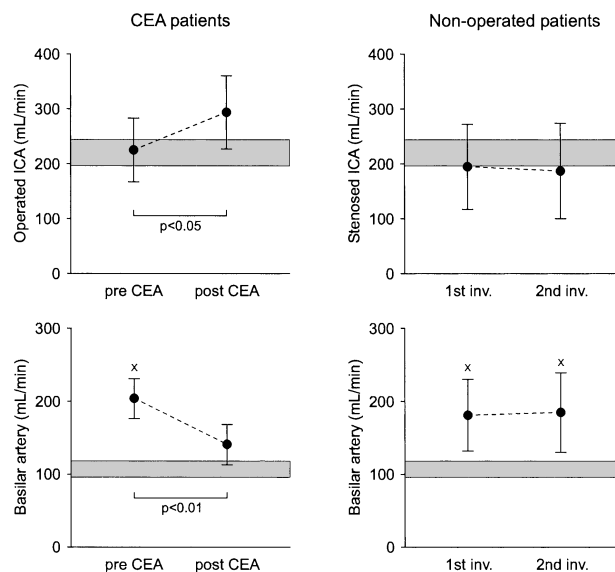 CEA patients
Non-operated patients
Operated ICA (mL/min)
400
300
200
100
0
p<0.05
pre CEA post CEA
Stenosed ICA (mL/min)
400
300
200
100
0
1st inv. 2nd inv.
Basilar artery (mL/min)
300
200
100
0
x
p<0.01
pre CEA post CEA
Basilar artery (mL/min)
300
200
100
0
x x
1st inv. 2nd inv.